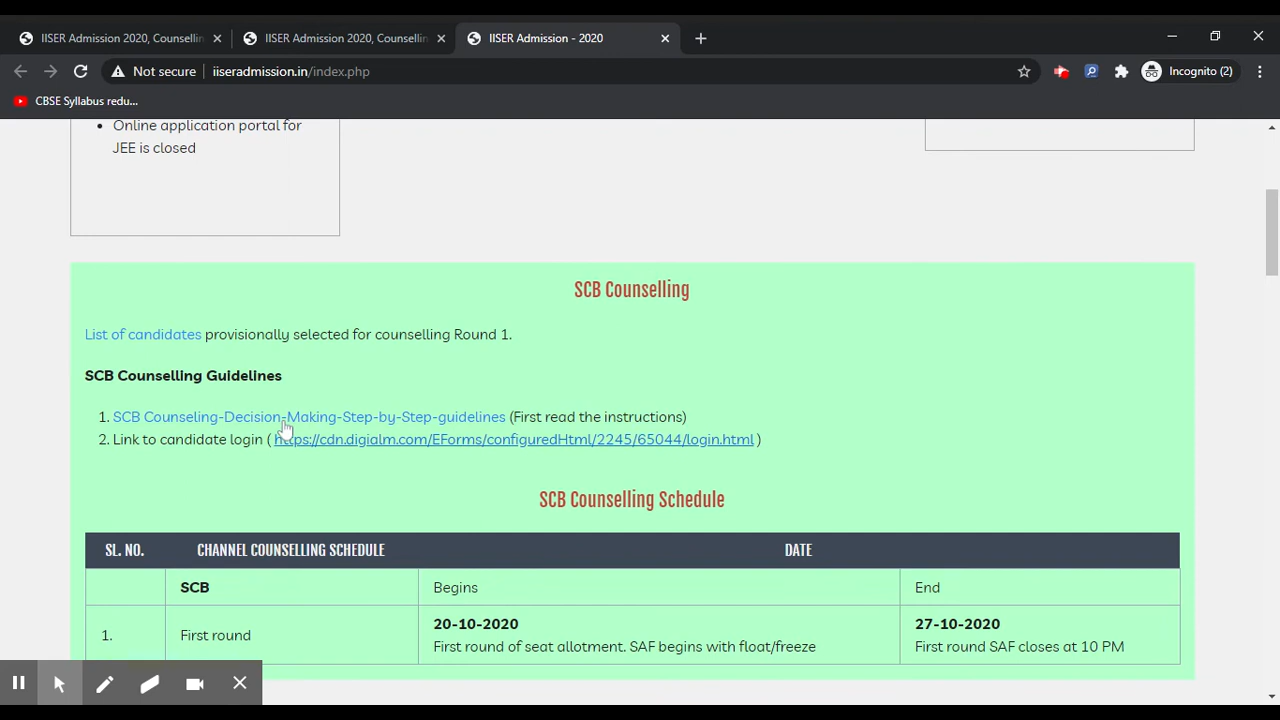 IISER Admission 2020, Counsellin
IISER Admission 2020, Counsellin
IISER Admission - 2020
Not secure
iiseradmission.in/index.php
Incognito (2)
CBSE Syllabus redu...
• Online application portal for
JEE is closed
SCB Counselling
List of candidates provisionally selected for counselling Round 1.
SCB Counselling Guidelines
1. SCB Counseling-Decision-Making-Step-by-Step-guidelines (First read the instructions)
2. Link to candidate login ( https://cdn.digialm.com/EForms/configuredHtml/2245/65044/login.html )
SCB Counselling Schedule
SL. NO. CHANNEL COUNSELLING SCHEDULE DATE
SCB Begins End
1. First round 20-10-2020 27-10-2020
First round of seat allotment. SAF begins with float/freeze First round SAF closes at 10 PM